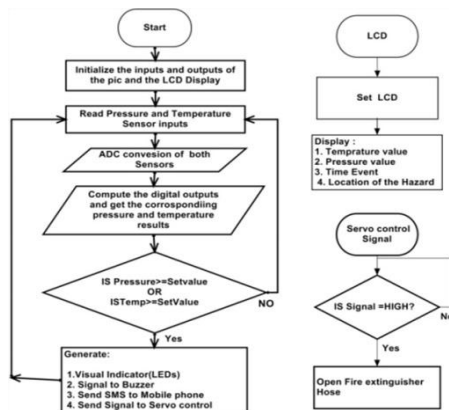 Start
Initialize the inputs and outputs of
the pic and the LCD Display
Read Pressure and Temperature
Sensor inputs
ADC convesion of both
Sensors
Compute the digital outputs
and get the corrosrondiing
pressure and temperature
results
IS Pressure>=Setvalue
OR
ISTemp>=SetValue
NO
Yes
Generate:
1.Visual Indicator(LEDs)
2. Signal to Buzzer
3. Send SMS to Mobile phone
4. Send Signal to Servo control
LCD
Set LCD
Display :
1. Temprature value
2. Pressure value
3. Time Event
4. Location of the Hazard
Servo control
Signal
IS Signal =HIGH?
No
Yes
Open Fire extinguisher
Hose